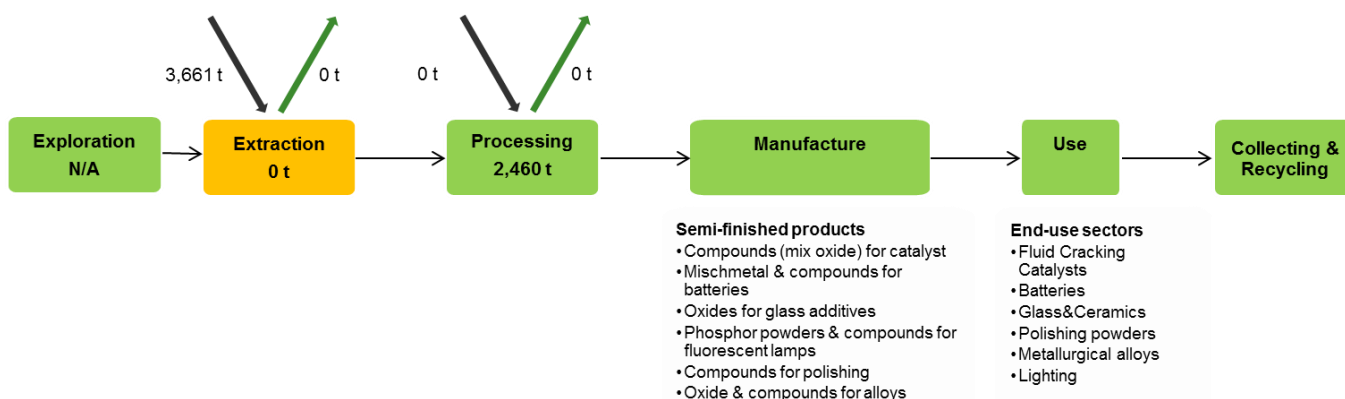 3,661 t
0 t
0 t
0 t
Exploration
N/A
Extraction
0 t
Processing
2,460 t
Manufacture
Use
Collecting &
Recycling
Semi-finished products
•Compounds (mix oxide) for catalyst
•Mischmetal & compounds for
batteries
•Oxides for glass additives
•Phosphor powders & compounds for
fluorescent lamps
•Compounds for polishing
•Oxide & compounds for alloys
End-use sectors
•Fluid Cracking
Catalysts
•Batteries
•Glass&Ceramics
•Polishing powders
•Metallurgical alloys
•Lighting